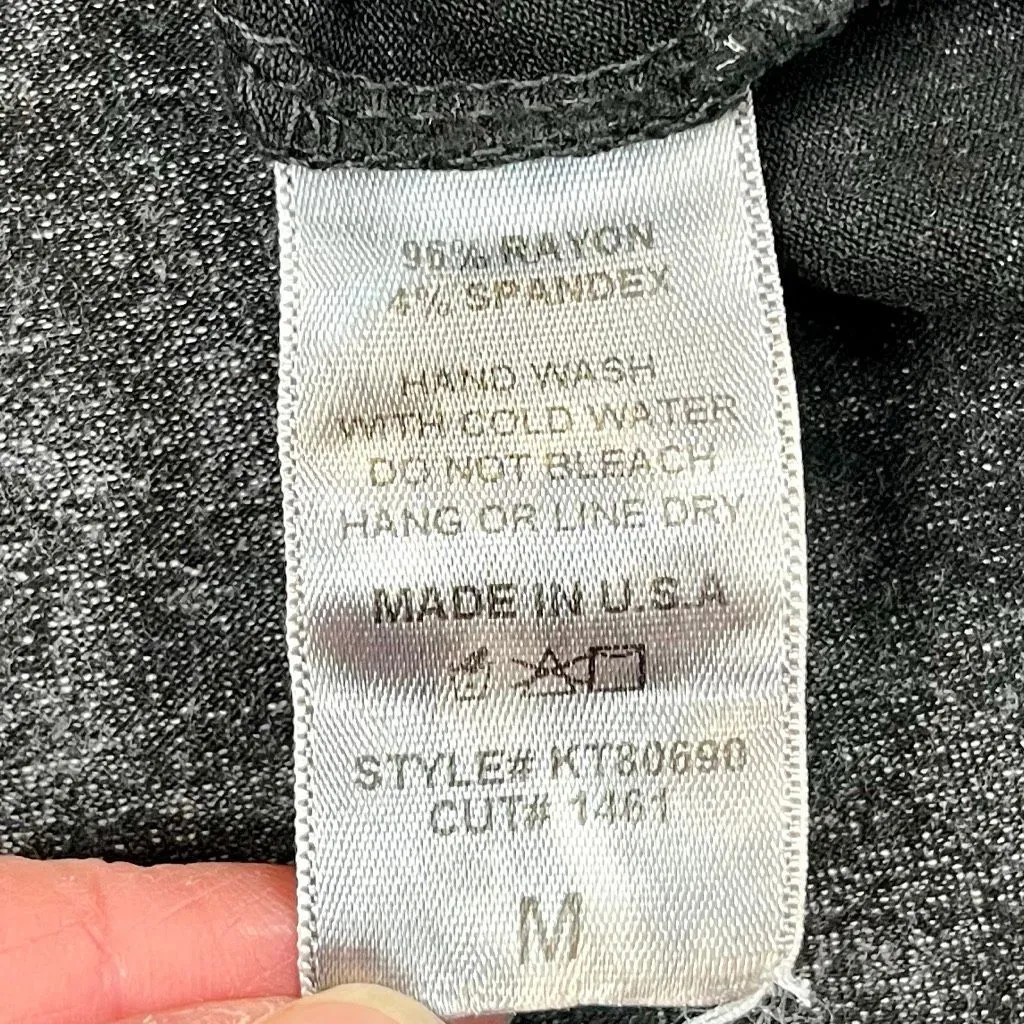 96% RAYON
4% SPANDEX
HAND WASH
WITH COLD WATER
DO NOT BLEACH
HANG OR LINE DRY
MADE IN U.S.A
STYLE# KT80690
CUT# 1461
M